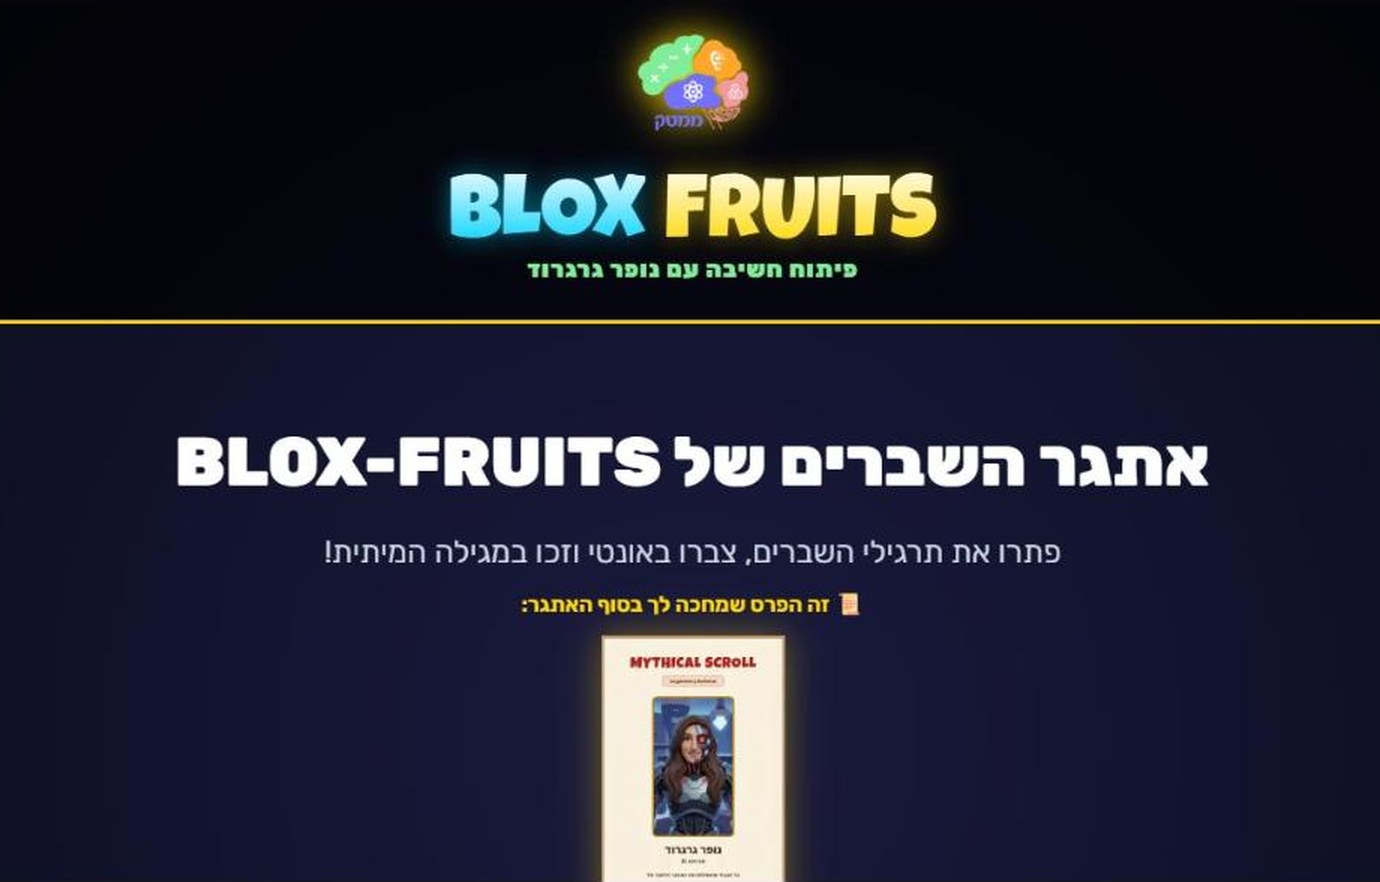 ממטק
BLOX FRUITS
פיתוח חשיבה עם נופר גרגרוד
אתגר השברים של BLOX-FRUITS
פתרו את תרגילי השברים, צברו באונטי וזכו במגילה המיתית!
📜 זה הפרס שמחכה לך בסוף האתגר:
MYTHICAL SCROLL
נופר גרגרוד